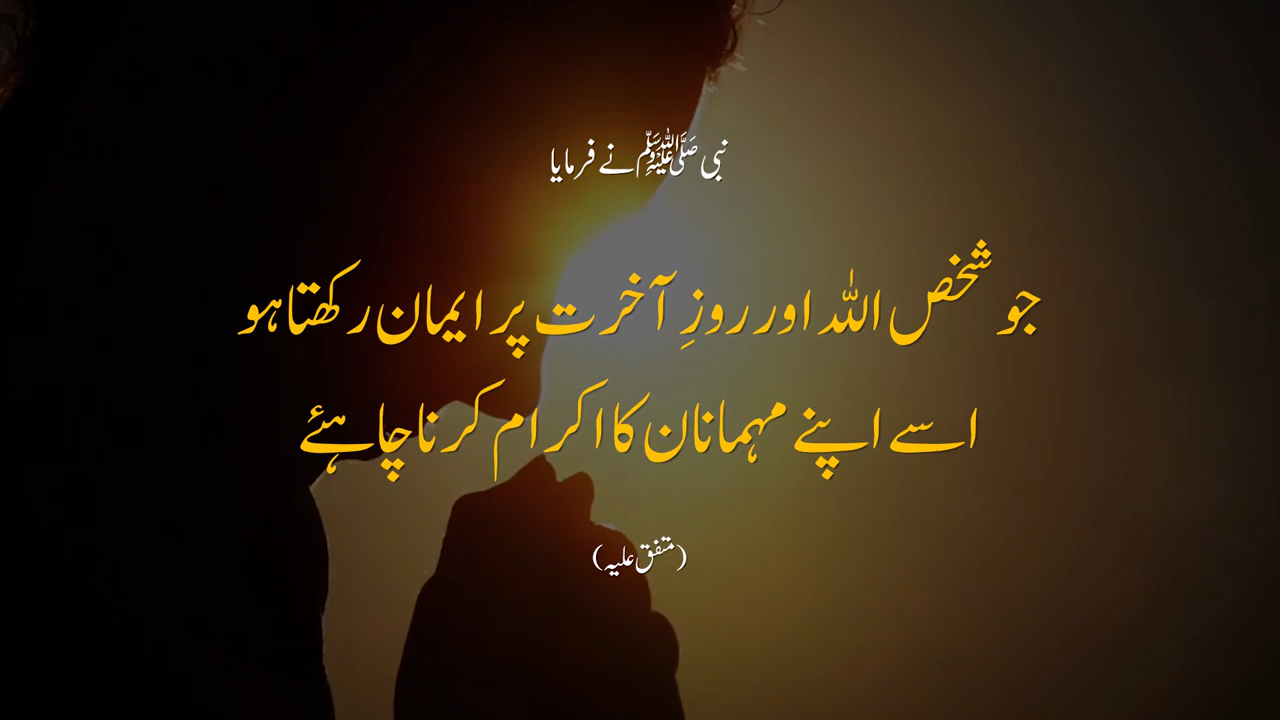 نبی ﷺ نے فرمایا
جو شخص اللہ اور روزِ آخرت پر ایمان رکھتا ہو
اسے اپنے مہمانان کا اکرام کرنا چاہئے
(متفق علیہ)